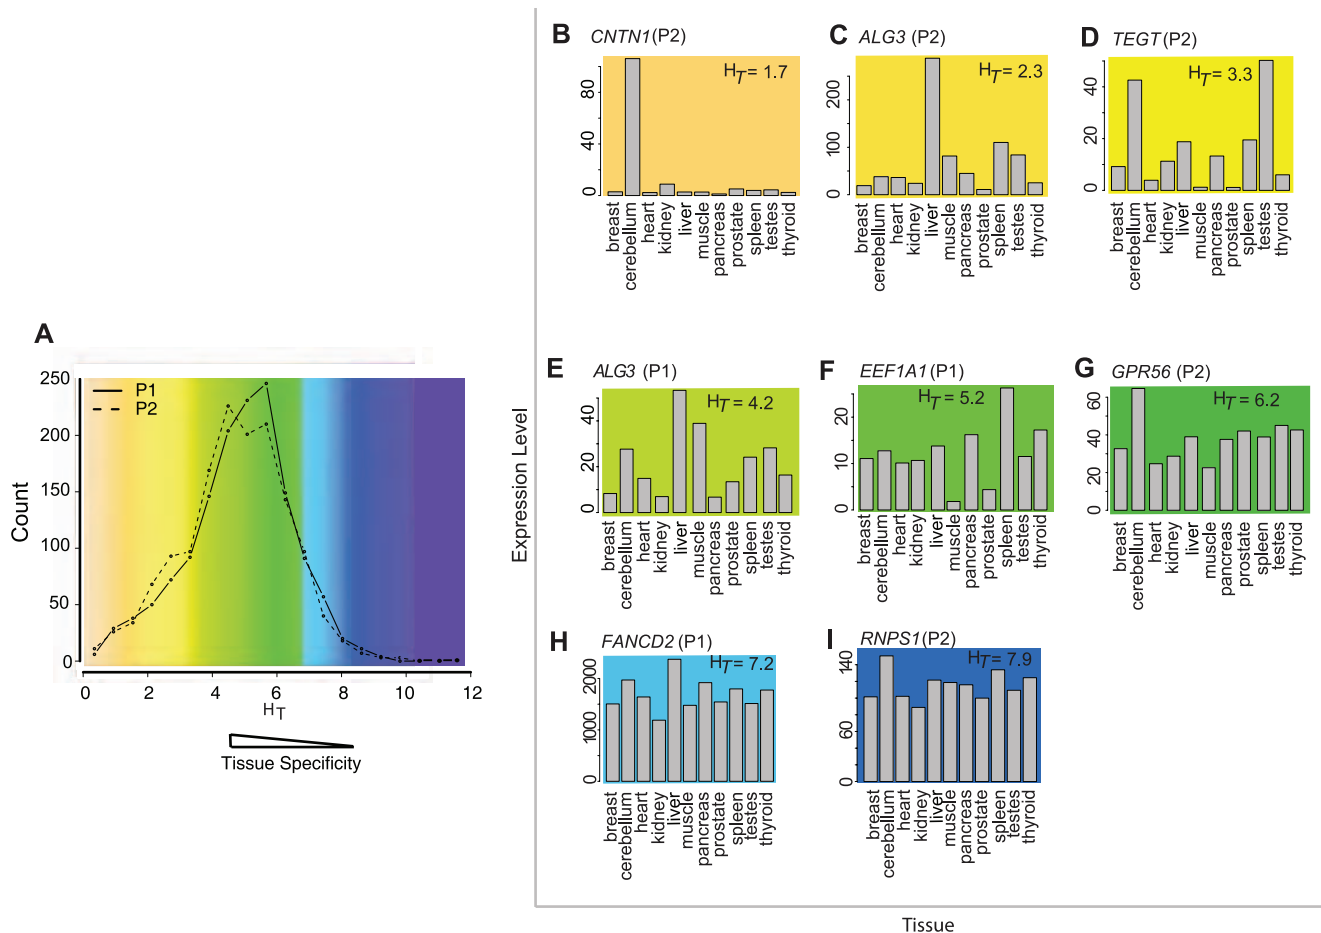 A
250
200
150
100
50
0
Count
P1
P2
0 2 4 6 8 10 12
H T
Tissue Specificity
Expression Level
Tissue
B CNTN1 (P2)
HT = 1.7
0 40 80
breast cerebellum heart kidney liver muscle pancreas prostate spleen testes thyroid
C ALG3 (P2)
HT = 2.3
0 100 200
breast cerebellum heart kidney liver muscle pancreas prostate spleen testes thyroid
D TEGT (P2)
HT = 3.3
0 20 40
breast cerebellum heart kidney liver muscle pancreas prostate spleen testes thyroid
E ALG3 (P1)
HT = 4.2
0 20 40
breast cerebellum heart kidney liver muscle pancreas prostate spleen testes thyroid
F EEF1A1 (P1)
HT = 5.2
0 10 20
breast cerebellum heart kidney liver muscle pancreas prostate spleen testes thyroid
G GPR56 (P2)
HT = 6.2
0 20 40 60
breast cerebellum heart kidney liver muscle pancreas prostate spleen testes thyroid
H FANCD2 (P1)
HT = 7.2
0 1000 2000
breast cerebellum heart kidney liver muscle pancreas prostate spleen testes thyroid
I RNPS1 (P2)
HT = 7.9
0 60 100 140
breast cerebellum heart kidney liver muscle pancreas prostate spleen testes thyroid